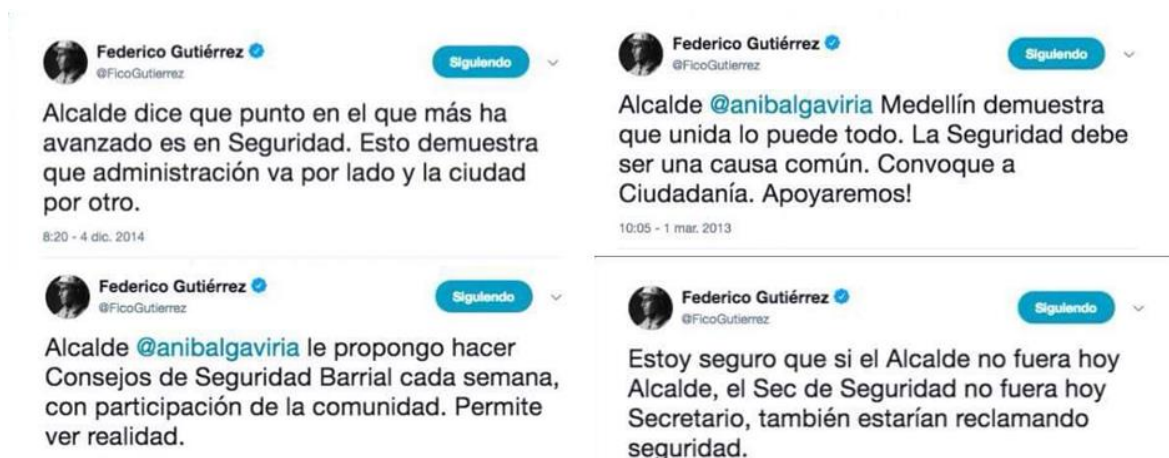 Federico Gutiérrez
@FicoGutierrez
Siguiendo
Alcalde dice que punto en el que más ha
avanzado es en Seguridad. Esto demuestra
que administración va por lado y la ciudad
por otro.
8:20 - 4 dic. 2014
Federico Gutiérrez
@FicoGutierrez
Siguiendo
Alcalde @anibalgaviria le propongo hacer
Consejos de Seguridad Barrial cada semana,
con participación de la comunidad. Permite
ver realidad.
Federico Gutiérrez
@FicoGutierrez
Siguiendo
Alcalde @anibalgaviria Medellín demuestra
que unida lo puede todo. La Seguridad debe
ser una causa común. Convoque a
Ciudadanía. Apoyaremos!
10:05 - 1 mar. 2013
Federico Gutiérrez
@FicoGutierrez
Siguiendo
Estoy seguro que si el Alcalde no fuera hoy
Alcalde, el Sec de Seguridad no fuera hoy
Secretario, también estarían reclamando
seguridad.